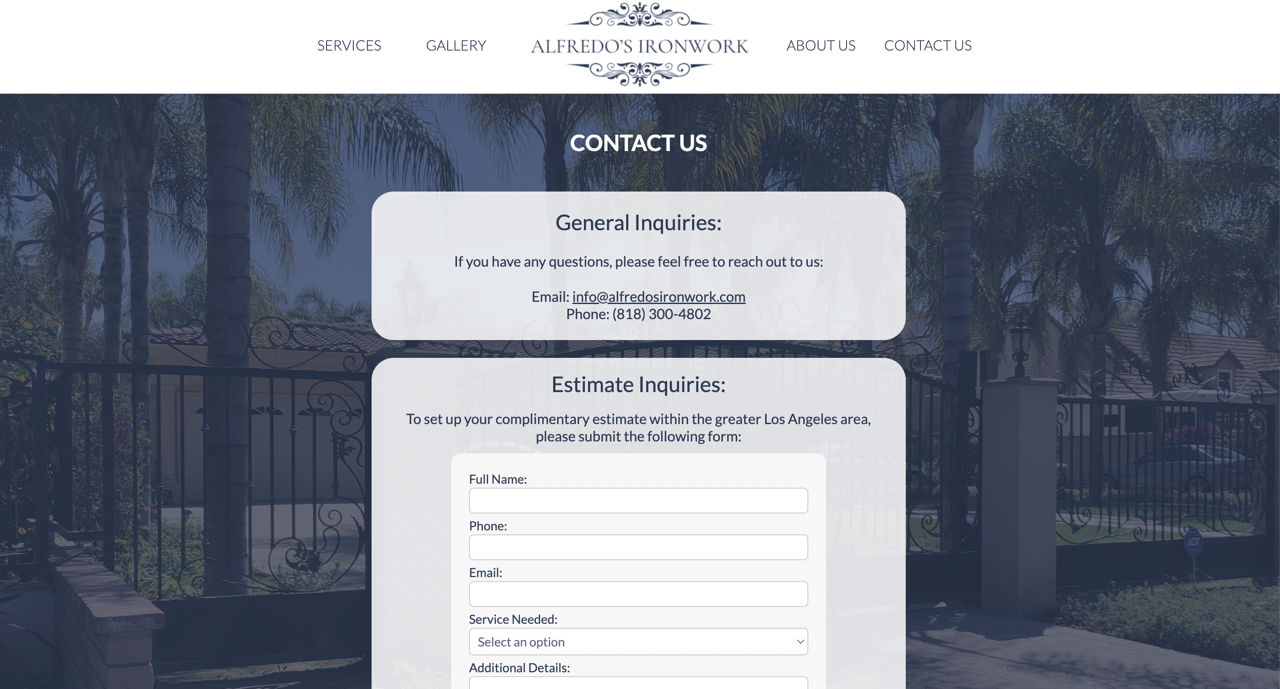 SERVICES
GALLERY
ALFREDO'S IRONWORK
ABOUT US
CONTACT US
CONTACT US
General Inquiries:
If you have any questions, please feel free to reach out to us:
Email: info@alfredosironwork.com
Phone: (818) 300-4802
Estimate Inquiries:
To set up your complimentary estimate within the greater Los Angeles area,
please submit the following form:
Full Name:
Phone:
Email:
Service Needed:
Select an option
Additional Details: